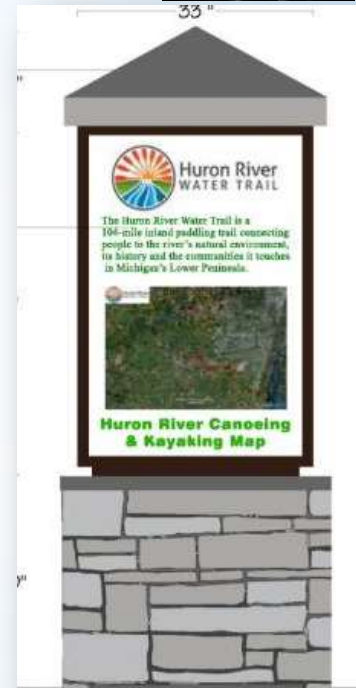 33 "
"
Huron River
WATER TRAIL
The Huron River Water Trail is a
104-mile inland paddling trail connecting
people to the river's natural environment,
its history and the communities it touches
in Michigan's Lower Peninsula.
Huron River Canoeing
& Kayaking Map
"